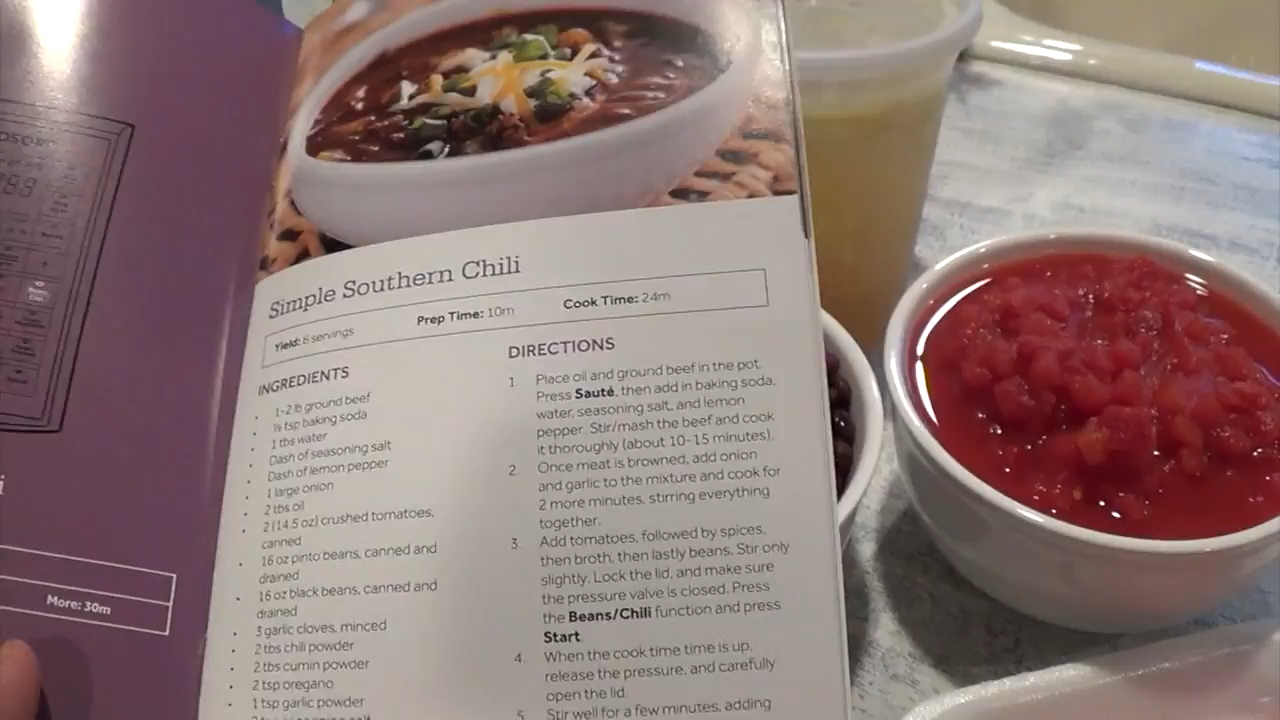 More: 30m
Simple Southern Chili
Yield: 6 servings
Prep Time: 10m
Cook Time: 24m
INGREDIENTS
1-2 lb ground beef
½ tsp baking soda
1 tbs water
Dash of seasoning salt
Dash of lemon pepper
1 large onion
2 tbs oil
2 (14.5 oz) crushed tomatoes,
canned
16 oz pinto beans, canned and
drained
16 oz black beans, canned and
drained
3 garlic cloves, minced
2 tbs chili powder
2 tbs cumin powder
2 tsp oregano
1 tsp garlic powder
DIRECTIONS
1. Place oil and ground beef in the pot.
Press Sauté, then add in baking soda,
water, seasoning salt, and lemon
pepper. Stir/mash the beef and cook
it thoroughly (about 10-15 minutes).
2. Once meat is browned, add onion
and garlic to the mixture and cook for
2 more minutes, stirring everything
together.
3. Add tomatoes, followed by spices,
then broth, then lastly beans. Stir only
slightly. Lock the lid, and make sure
the pressure valve is closed. Press
the Beans/Chili function and press
Start.
4. When the cook time time is up,
release the pressure, and carefully
open the lid.
5. Stir well for a few minutes, adding